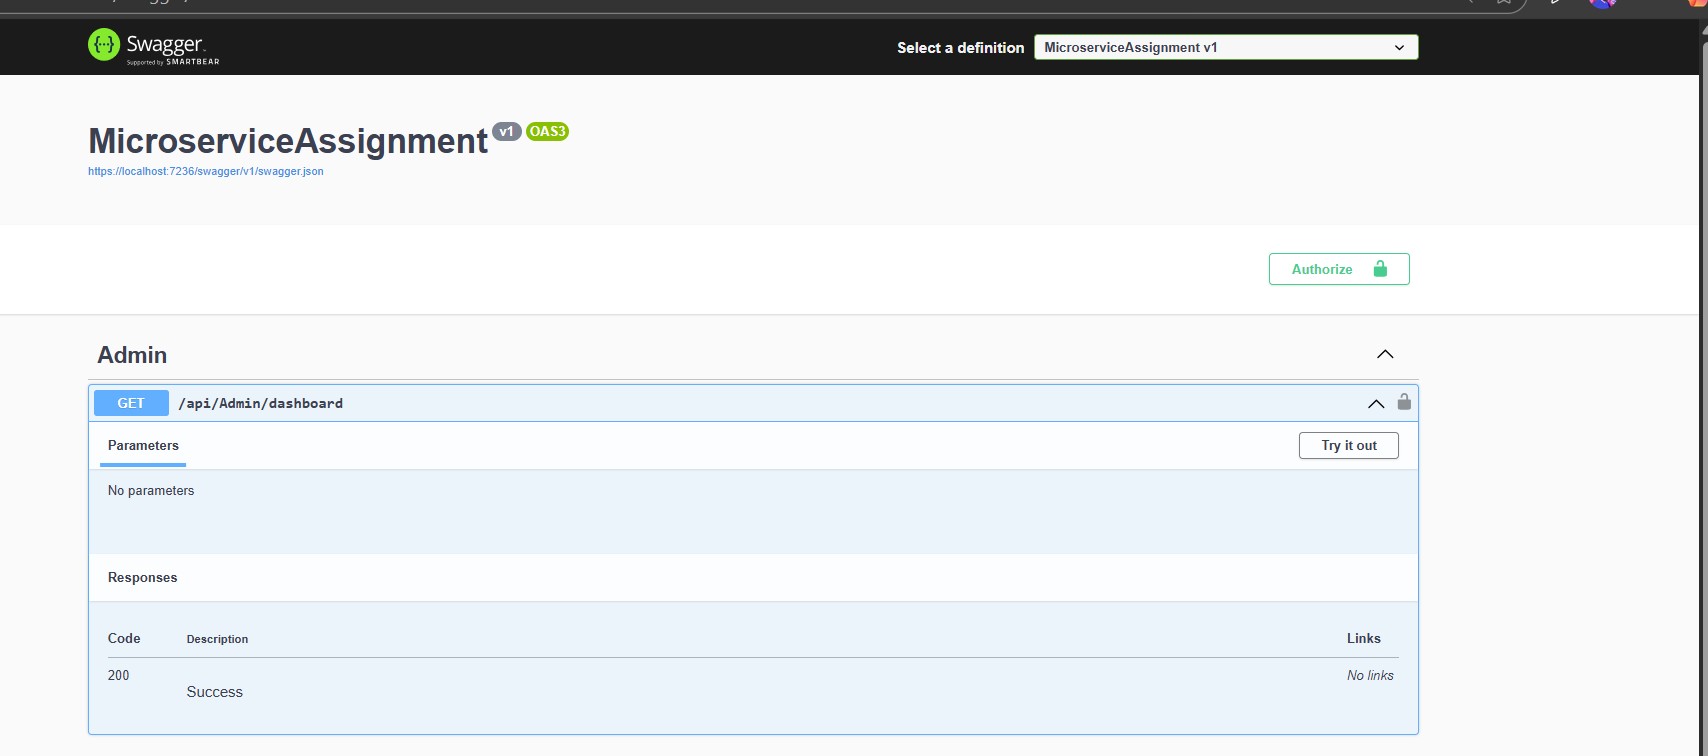 Swagger
Supported by SMARTBEAR
Select a definition
MicroserviceAssignment v1
MicroserviceAssignment v1 OAS3
https://localhost:7236/swagger/v1/swagger.json
Authorize
Admin
GET /api/Admin/dashboard
Parameters
Try it out
No parameters
Responses
Code Description Links
200 Success No links